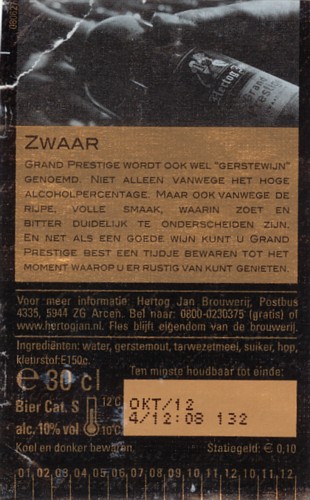 Hertog Jan
Grand
Prestige
ZWAAR
GRAND PRESTIGE WORDT OOK WEL "GERSTEWIJN"
GENOEMD. NIET ALLEEN VANWEGE HET HOGE
ALCOHOLPERCENTAGE. MAAR OOK VANWEGE DE
RIJPE, VOLLE SMAAK, WAARIN ZOET EN
BITTER DUIDELIJK TE ONDERSCHEIDEN ZIJN.
EN NET ALS EEN GOEDE WIJN KUNT U GRAND
PRESTIGE BEST EEN TIJDJE BEWAREN TOT HET
MOMENT WAAROP U ER RUSTIG VAN KUNT GENIETEN.
Voor meer informatie: Hertog Jan Brouwerij, Postbus
4335, 5944 ZG Arcen. Bel naar: 0800-0230375 (gratis) of
www.hertogjan.nl. Fles blijft eigendom van de brouwerij.
Ingrediënten: water, gerstemout, tarwezetmeel, suiker, hop,
kleurstof:E150c.
℮ 30 cl
Ten minste houdbaar tot einde:
Bier Cat. S
12°C
OKT/12
alc. 10% vol
10°C
4/12:08 132
Koel en donker bewaren.
Statiegeld: € 0,10
01 02 03 04 05 06 07 08 09 10 11 12 10 11 12